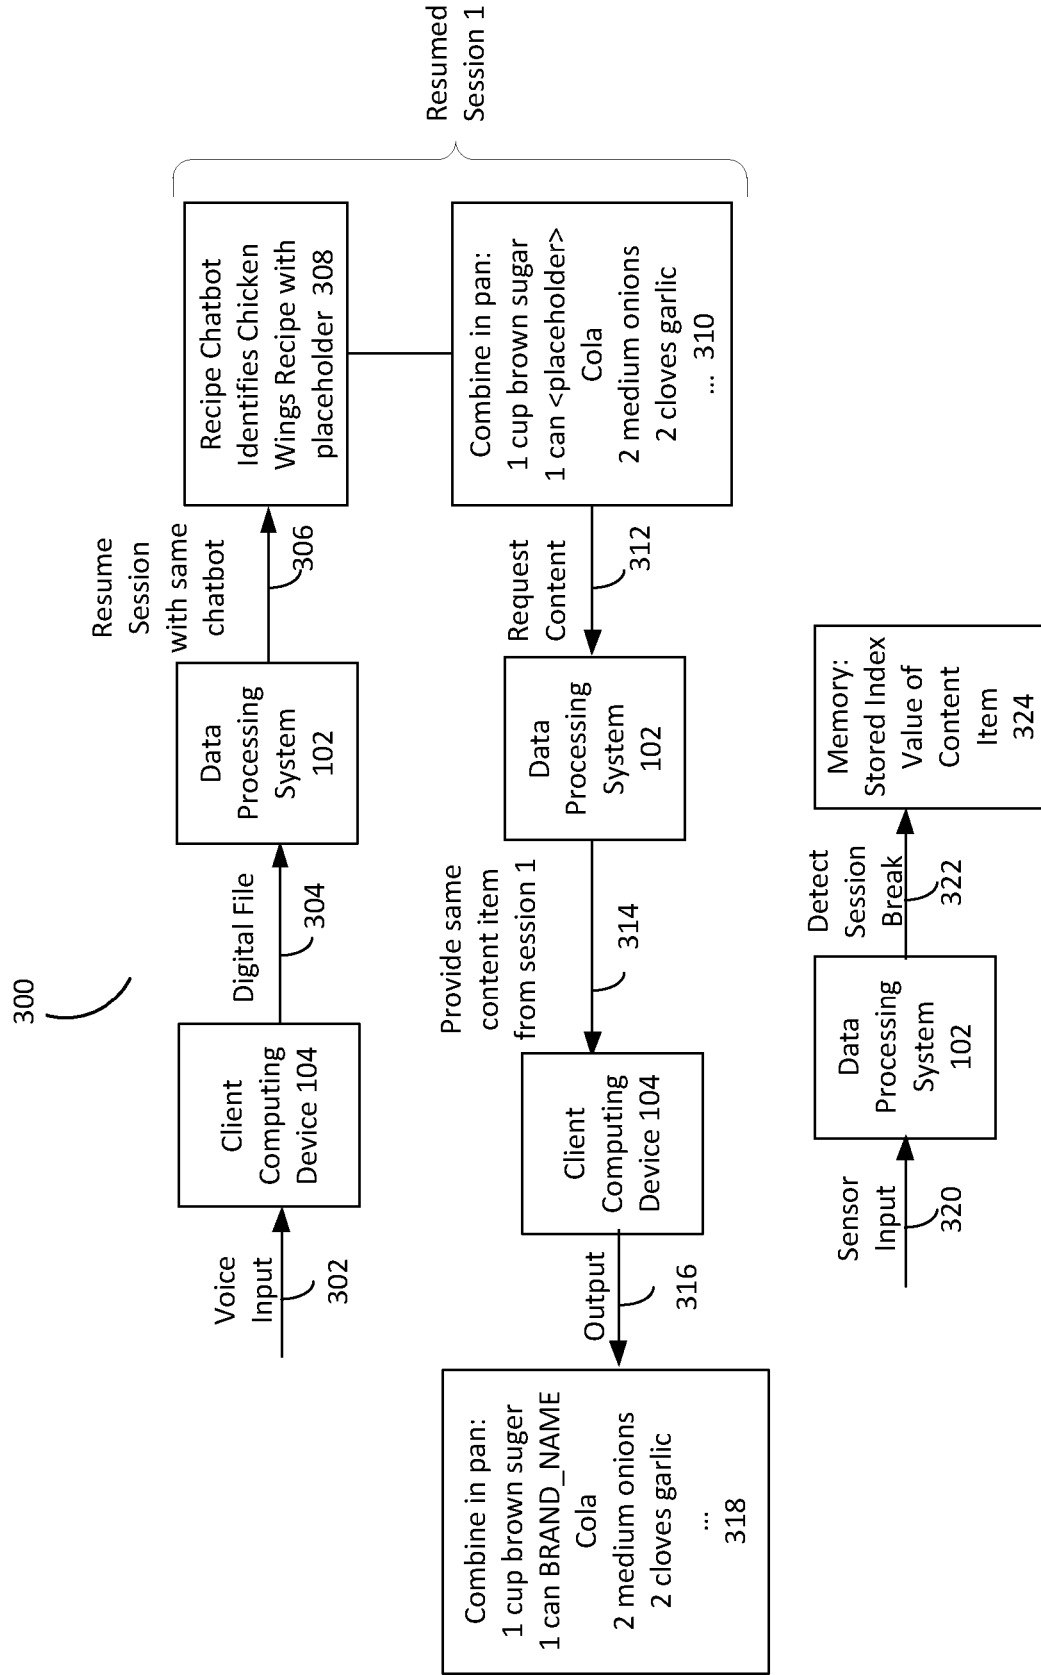 300
Voice
Input
302
Client
Computing
Device 104
Digital File
304
Data
Processing
System
102
Resume
Session
with same
chatbot
306
Recipe Chatbot
Identifies Chicken
Wings Recipe with
placeholder 308
Resumed
Session 1
Combine in pan:
1 cup brown sugar
1 can <placeholder>
Cola
2 medium onions
2 cloves garlic
... 310
Request
Content
312
Data
Processing
System
102
Provide same
content item
from session 1
314
Client
Computing
Device 104
Output
316
Combine in pan:
1 cup brown suger
1 can BRAND_NAME
Cola
2 medium onions
2 cloves garlic
...
318
Sensor
Input
320
Data
Processing
System
102
Detect
Session
Break
322
Memory:
Stored Index
Value of
Content
Item
324